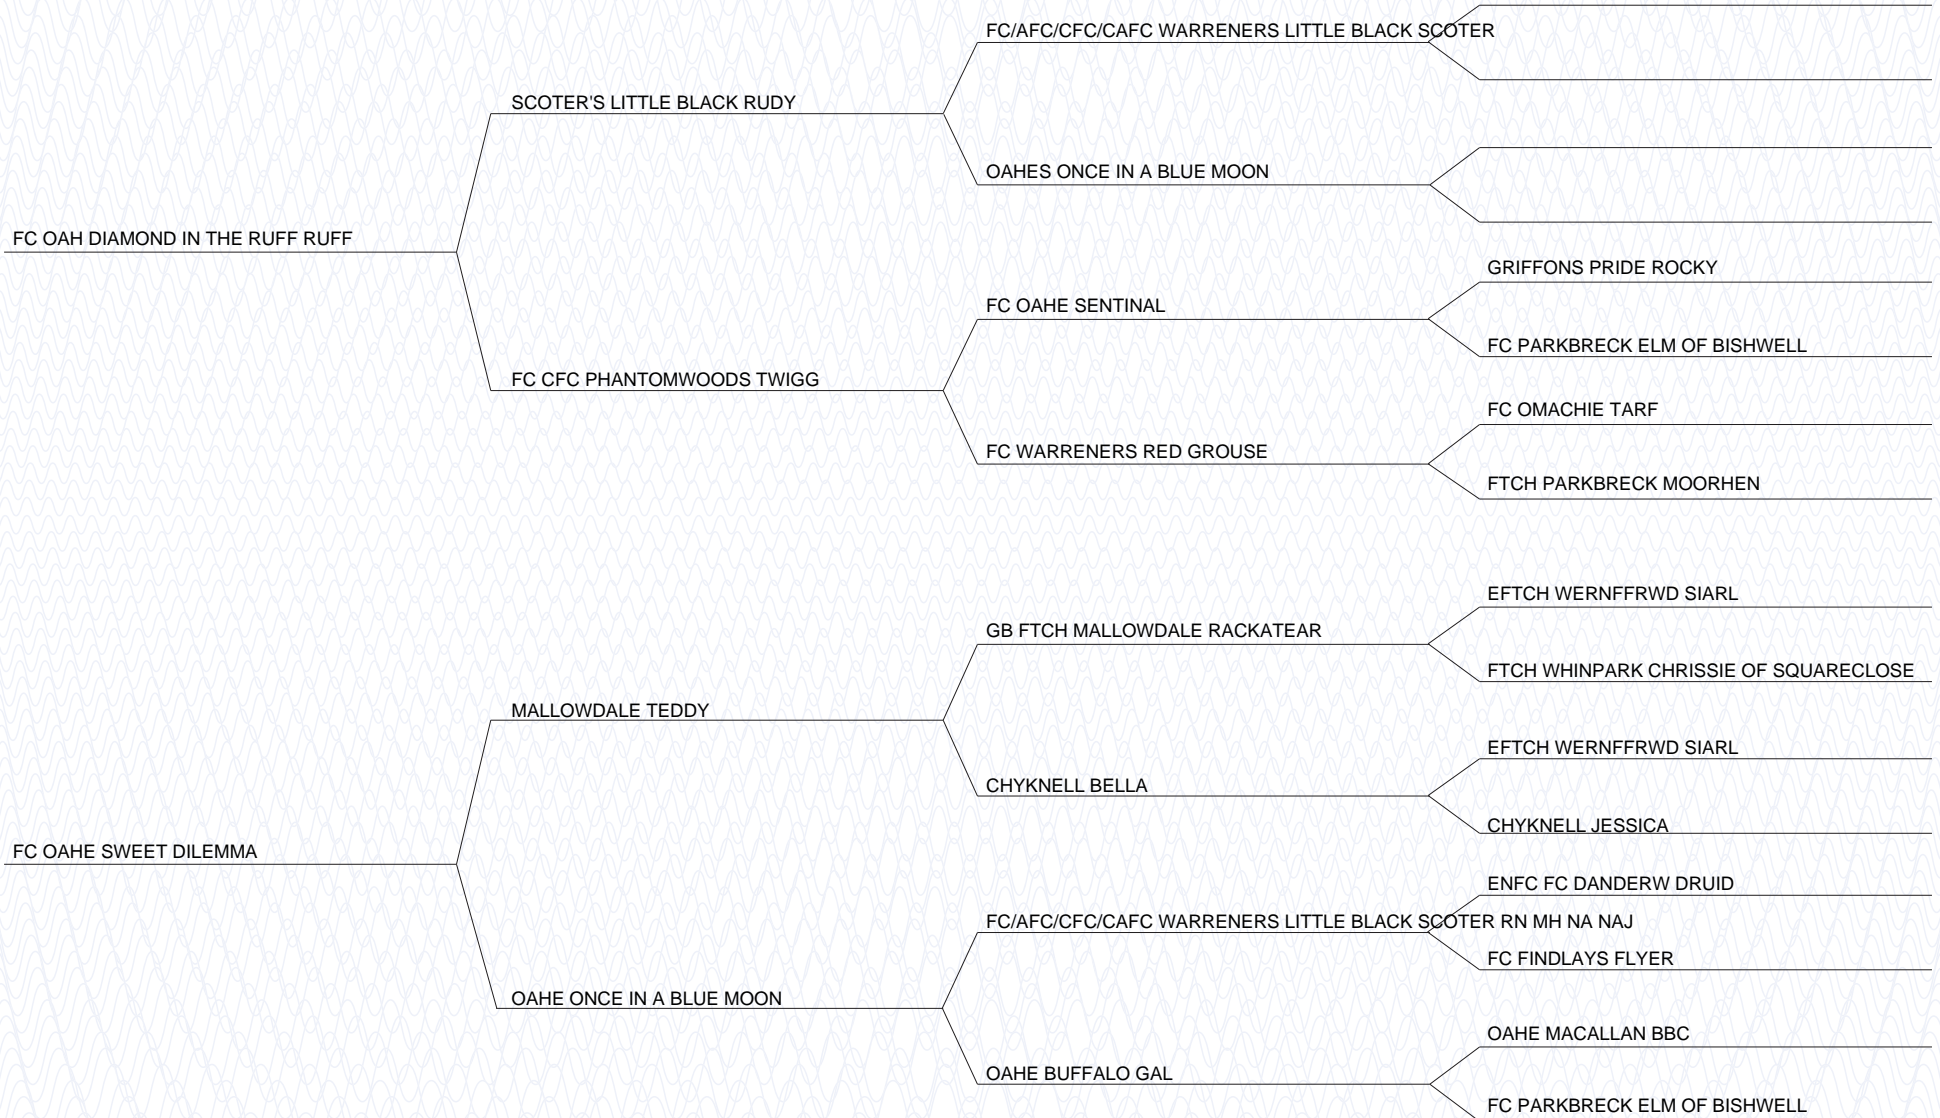 FC/AFC/CFC/CAFC WARRENERS LITTLE BLACK SCOTER
SCOTER'S LITTLE BLACK RUDY
OAHES ONCE IN A BLUE MOON
FC OAH DIAMOND IN THE RUFF RUFF
GRIFFONS PRIDE ROCKY
FC OAHE SENTINAL
FC PARKBRECK ELM OF BISHWELL
FC CFC PHANTOMWOODS TWIGG
FC OMACHIE TARF
FC WARRENERS RED GROUSE
FTCH PARKBRECK MOORHEN
EFTCH WERNFFRWD SIARL
GB FTCH MALLOWDALE RACKATEAR
FTCH WHINPARK CHRISSIE OF SQUARECLOSE
MALLOWDALE TEDDY
EFTCH WERNFFRWD SIARL
CHYKNELL BELLA
CHYKNELL JESSICA
FC OAHE SWEET DILEMMA
ENFC FC DANDERW DRUID
FC/AFC/CFC/CAFC WARRENERS LITTLE BLACK SCOTER RN MH NA NAJ
FC FINDLAYS FLYER
OAHE ONCE IN A BLUE MOON
OAHE MACALLAN BBC
OAHE BUFFALO GAL
FC PARKBRECK ELM OF BISHWELL